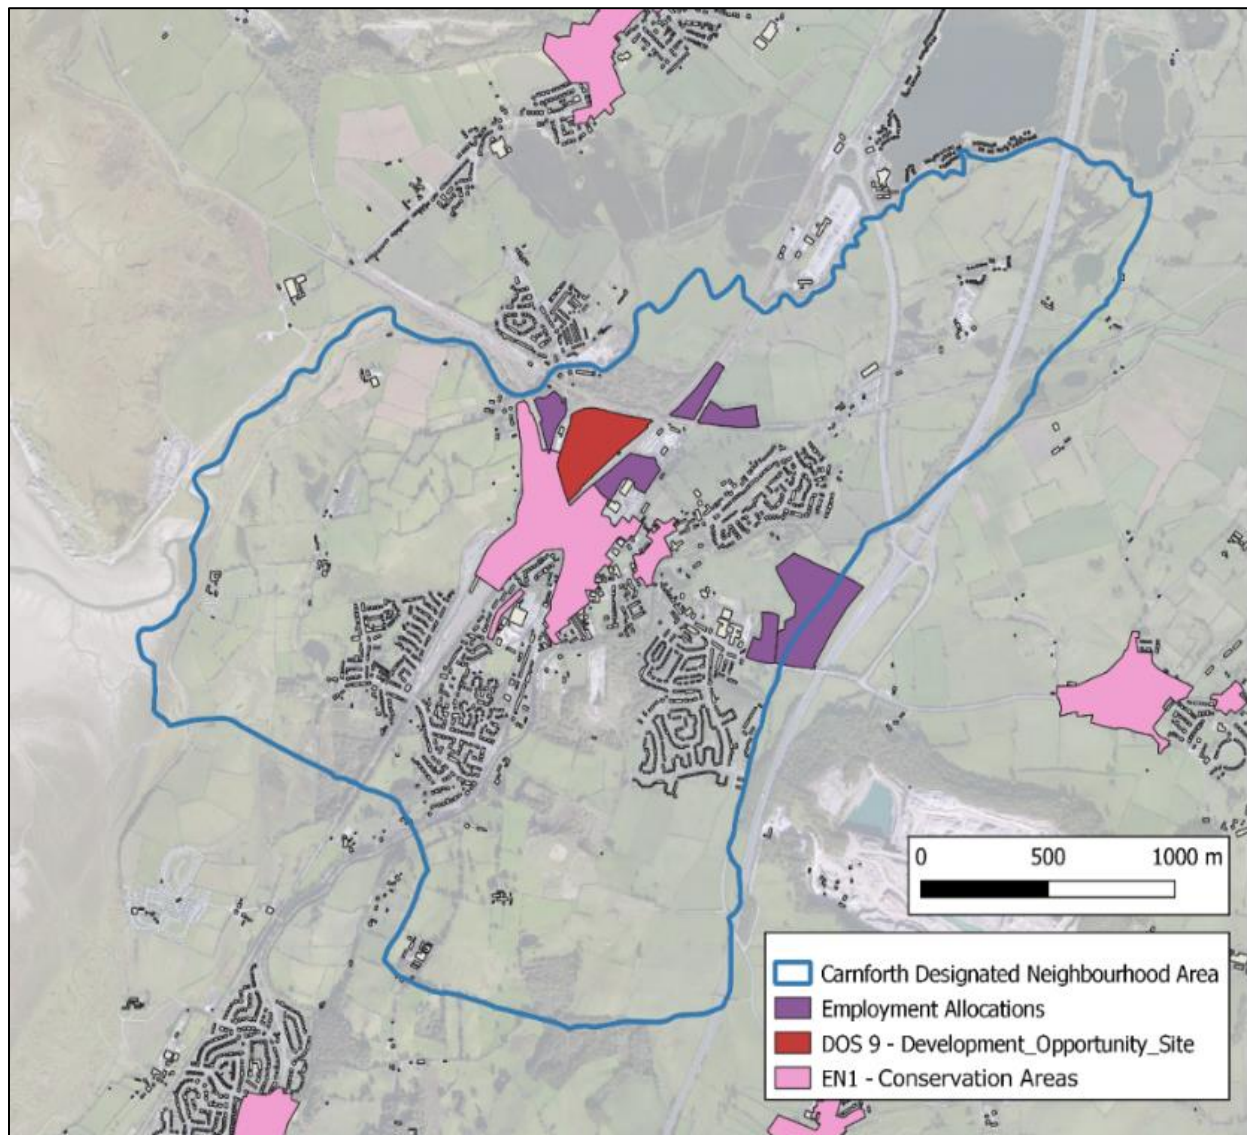 0 500 1000 m
Carnforth Designated Neighbourhood Area
Employment Allocations
DOS 9 - Development_Opportunity_Site
EN1 - Conservation Areas